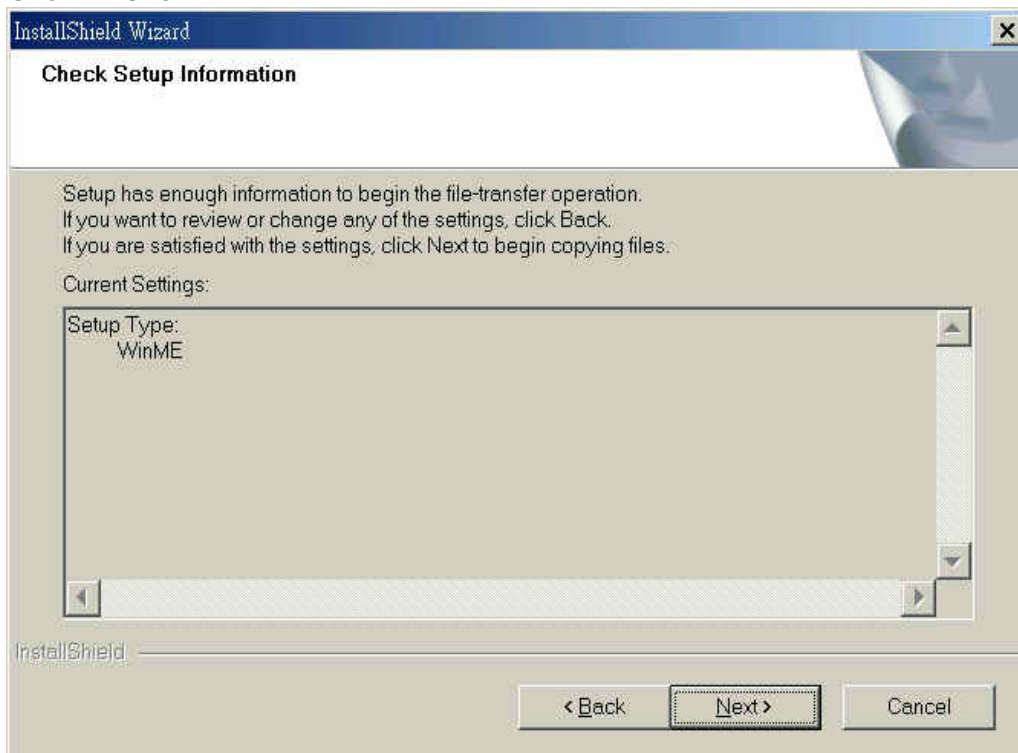 InstallShield Wizard
Check Setup Information
Setup has enough information to begin the file-transfer operation.
If you want to review or change any of the settings, click Back.
If you are satisfied with the settings, click Next to begin copying files.
Current Settings:
Setup Type:
WinME
InstallShield
< Back
Next >
Cancel